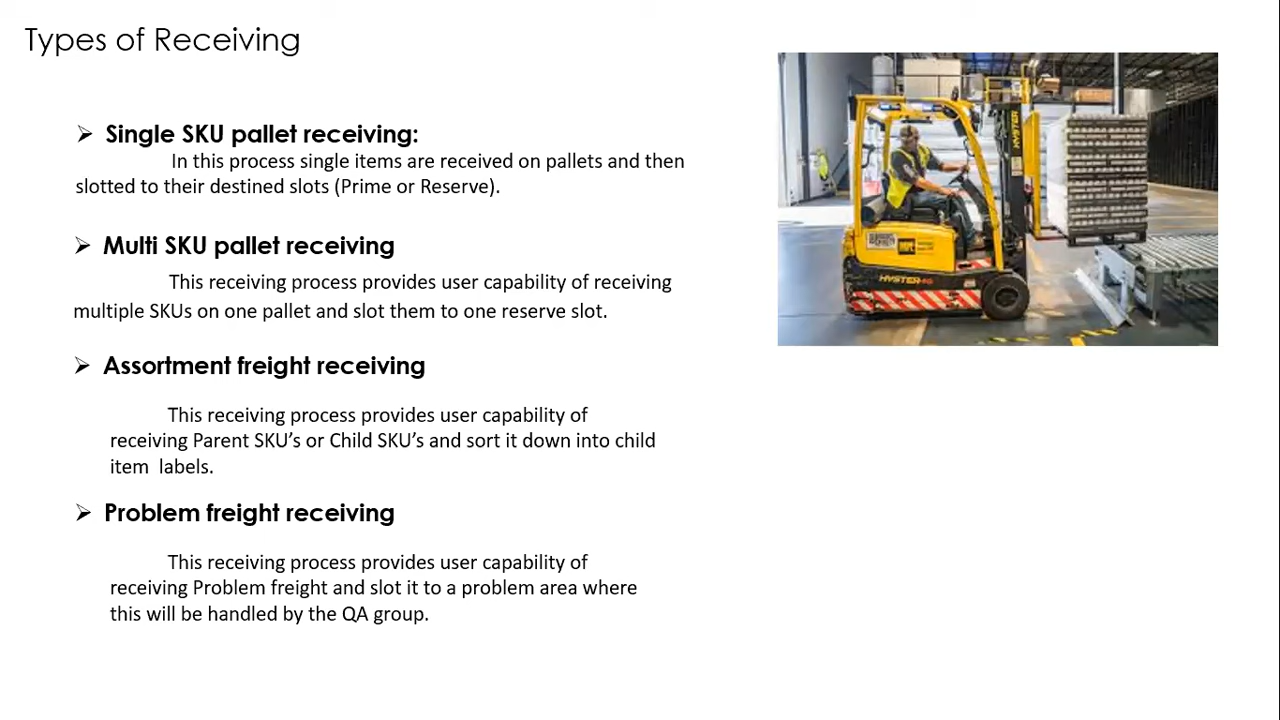 Types of Receiving
Single SKU pallet receiving:
In this process single items are received on pallets and then
slotted to their destined slots (Prime or Reserve).
Multi SKU pallet receiving
This receiving process provides user capability of receiving
multiple SKUs on one pallet and slot them to one reserve slot.
Assortment freight receiving
This receiving process provides user capability of
receiving Parent SKU’s or Child SKU’s and sort it down into child
item  labels.
Problem freight receiving
This receiving process provides user capability of
receiving Problem freight and slot it to a problem area where
this will be handled by the QA group.
HYSTER
HYSTER